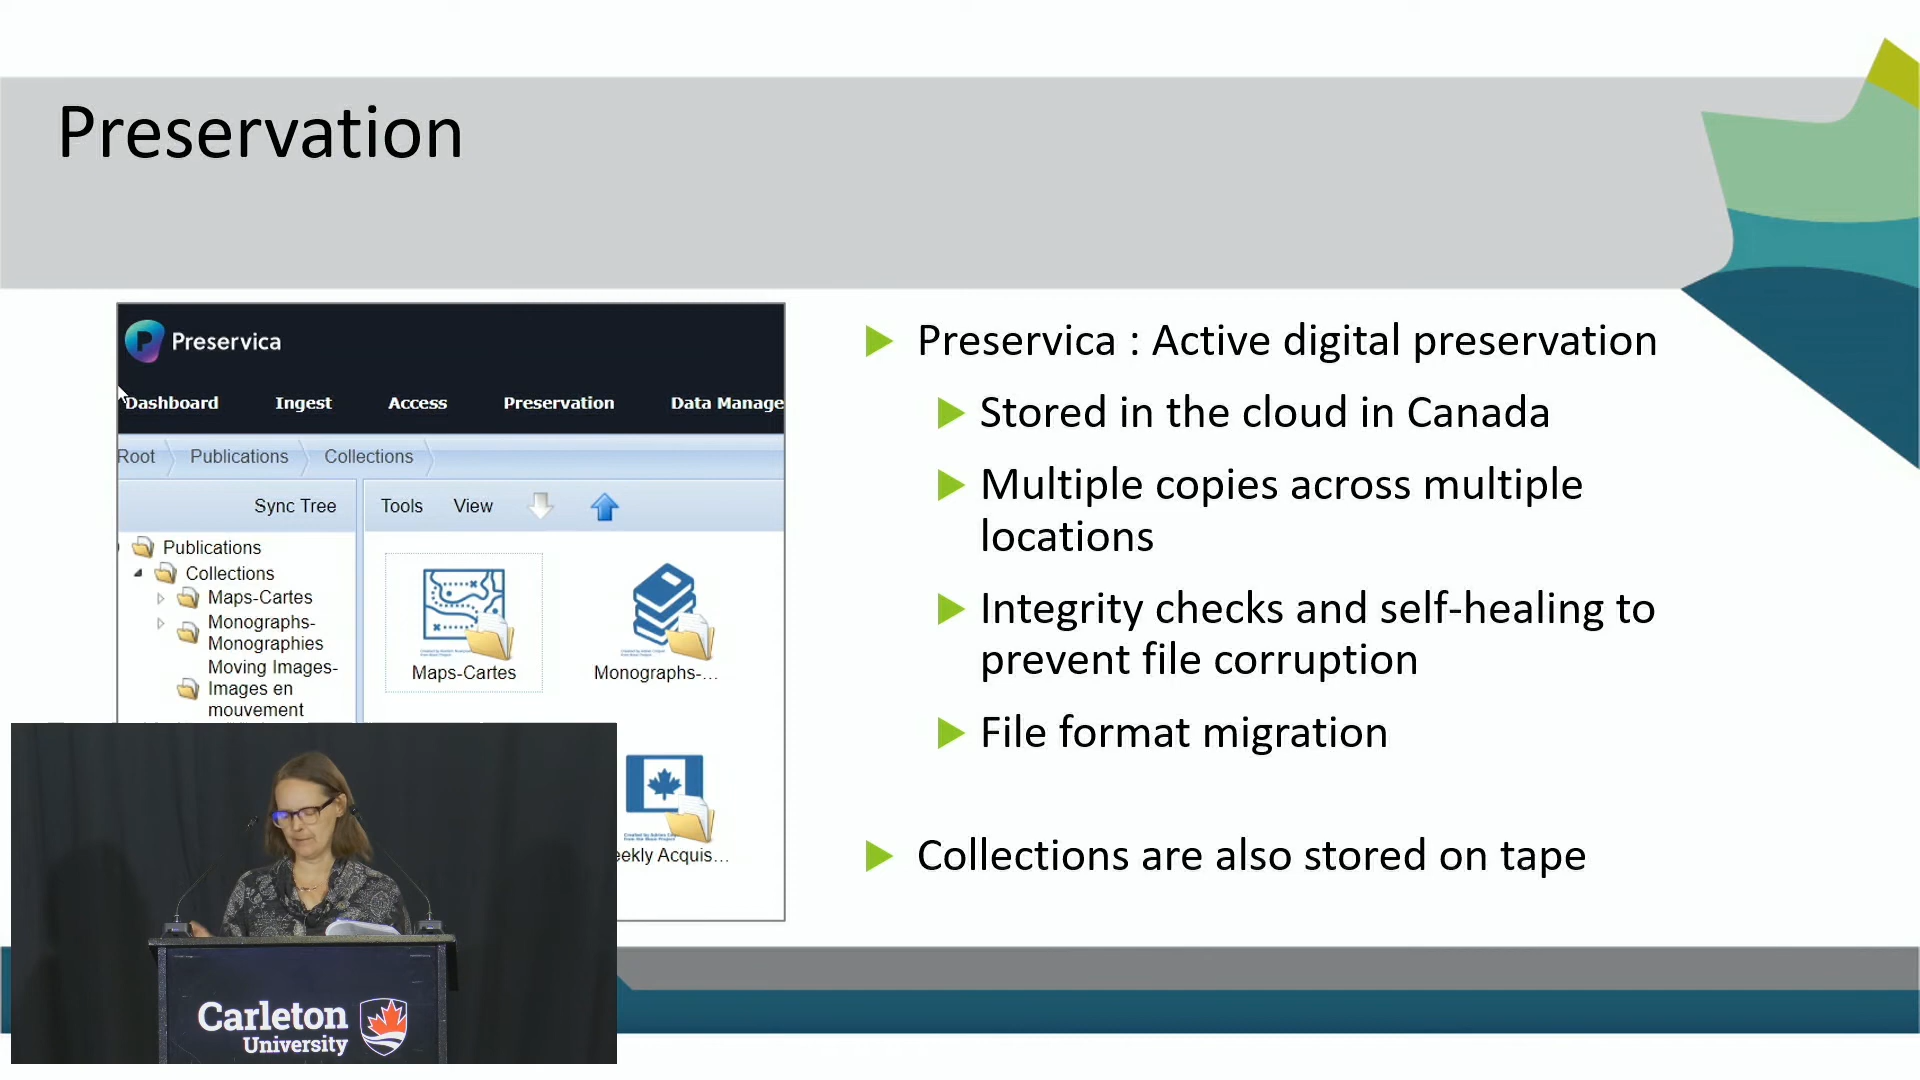 Preservation
Preservica
Dashboard Ingest Access Preservation Data Manage
Root Publications Collections
Sync Tree
Tools View
Publications
Collections
Maps-Cartes
Monographs-
Monographies
Moving Images-
Images en
mouvement
Maps-Cartes
Monographs-...
eekly Acquis...
Preservica : Active digital preservation
Stored in the cloud in Canada
Multiple copies across multiple
locations
Integrity checks and self-healing to
prevent file corruption
File format migration
Collections are also stored on tape
Carleton
University